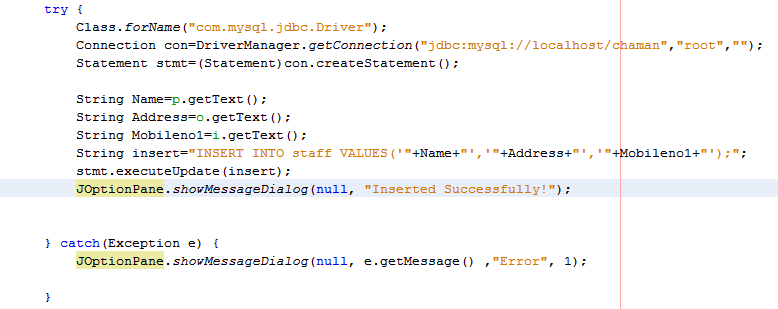 try {
Class.forName("com.mysql.jdbc.Driver");
Connection con=DriverManager.getConnection("jdbc:mysql://localhost/chaman","root","");
Statement stmt=(Statement)con.createStatement();
String Name=p.getText();
String Address=o.getText();
String Mobileno1=i.getText();
String insert="INSERT INTO staff VALUES('"+Name+"','"+Address+"','"+Mobileno1+"');";
stmt.executeUpdate(insert);
JOptionPane.showMessageDialog(null, "Inserted Successfully!");
} catch(Exception e) {
JOptionPane.showMessageDialog(null, e.getMessage() ,"Error", 1);
}